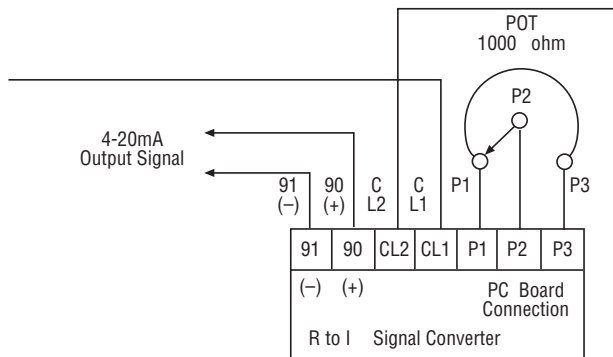 POT
1000 ohm
P2
4-20mA
Output Signal
91
(–)
90
(+)
C
L2
C
L1
P1
P3
91 90 CL2 CL1 P1 P2 P3
(–) (+)
PC Board
Connection
R to I Signal Converter